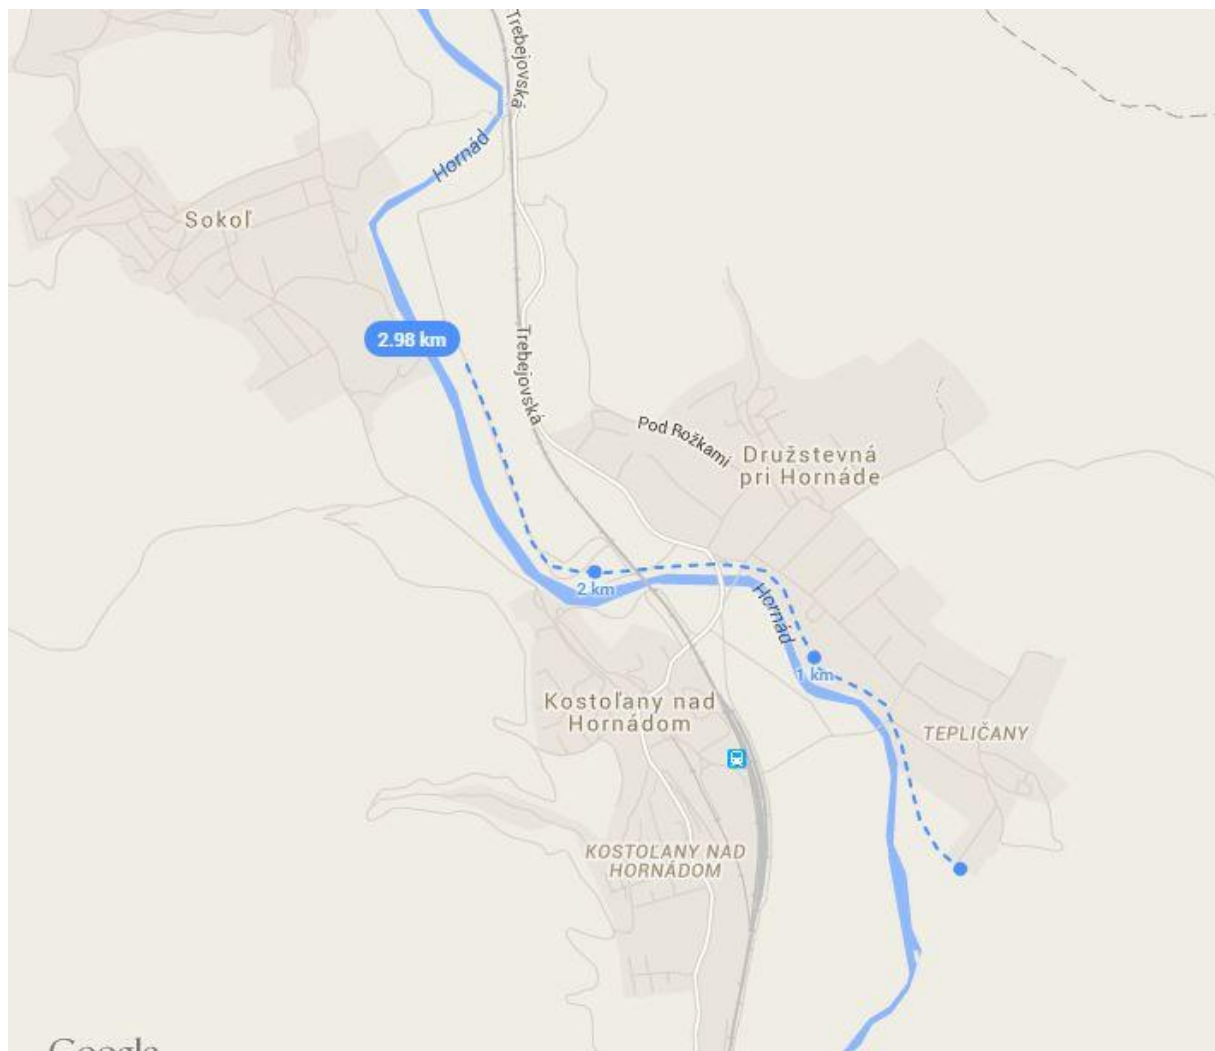 Trebejovská
Hornád
Sokoľ
2.98 km
Trebejovská
Pod Rožkami
Družstevná
pri Hornáde
2 km
Hornád
1 km
Kostoľany nad
Hornádom
TEPLIČANY
KOSTOĽANY NAD
HORNÁDOM
Google